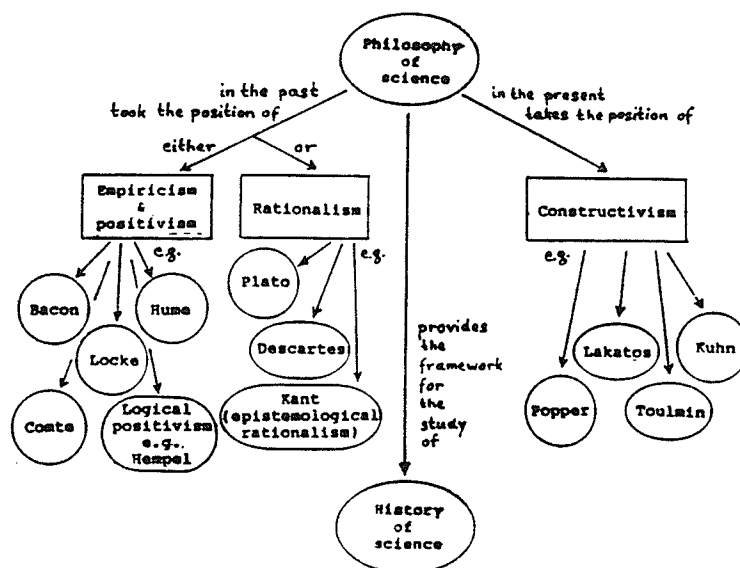 Philosophy
of
science
in the past
took the position of
in the present
takes the position of
either
or
Empiricism
&
positivism
Rationalism
Constructivism
e.g.
e.g.
e.g.
Bacon
Hume
Plato
Locke
Descartes
Comte
Logical
positivism
e.g.
Hempel
Kant
(epistemological
rationalism)
provides
the
framework
for
the
study
of
Lakatos
Kuhn
Popper
Toulmin
History
of
science